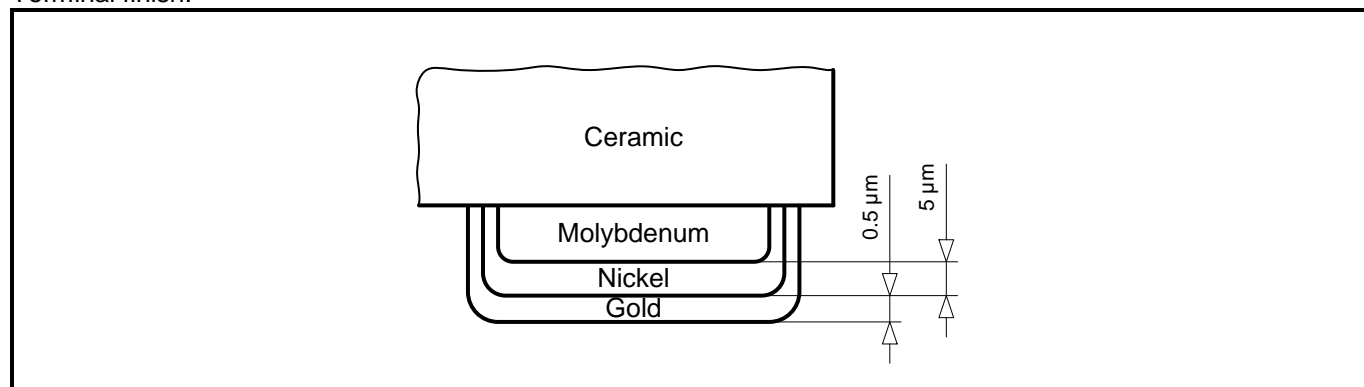 Terminal finish:
Ceramic
Molybdenum
Nickel
Gold
0.5 µm
5 µm